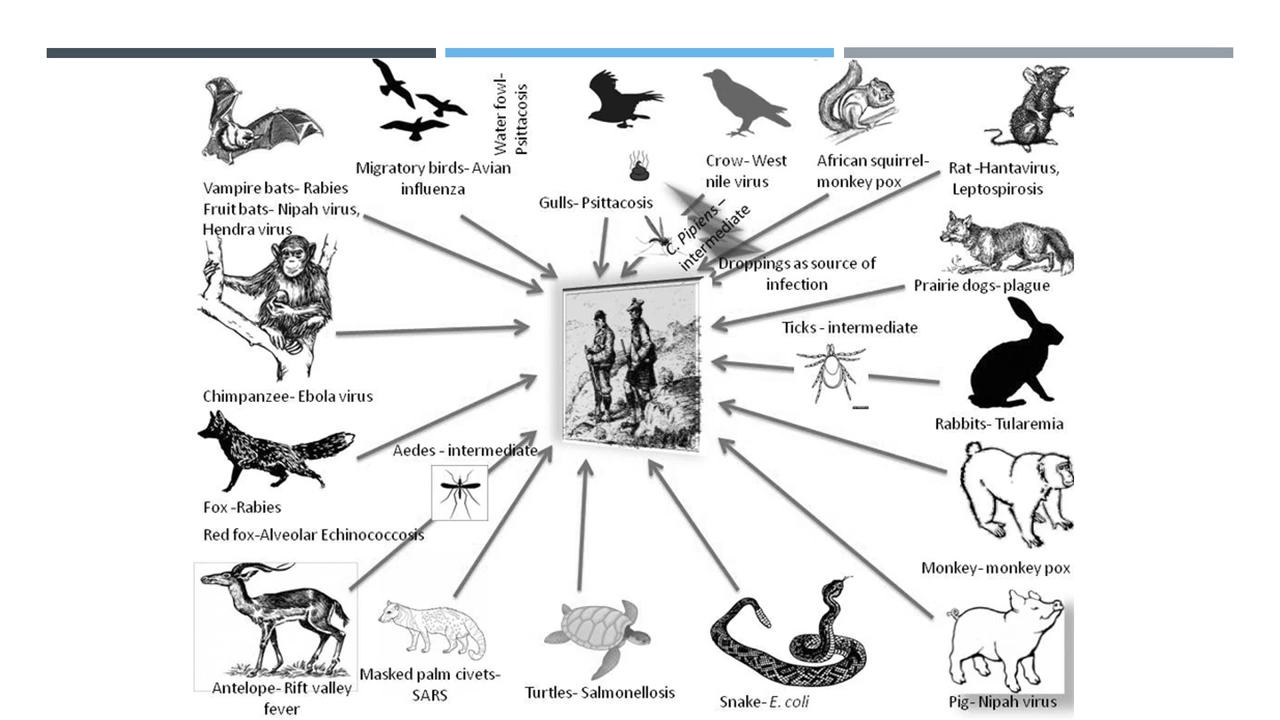 Water fowl-
Psittacosis
Migratory birds- Avian
influenza
Vampire bats- Rabies
Fruit bats- Nipah virus,
Hendra virus
Gulls- Psittacosis
Crow- West
nile virus
African squirrel-
monkey pox
Rat -Hantavirus,
Leptospirosis
C. Pipiens –
intermediate
Droppings as source of
infection
Prairie dogs- plague
Ticks - intermediate
Chimpanzee- Ebola virus
Rabbits- Tularemia
Aedes - intermediate
Fox -Rabies
Red fox-Alveolar Echinococcosis
Monkey- monkey pox
Antelope- Rift valley
fever
Masked palm civets-
SARS
Turtles- Salmonellosis
Snake- E. coli
Pig- Nipah virus